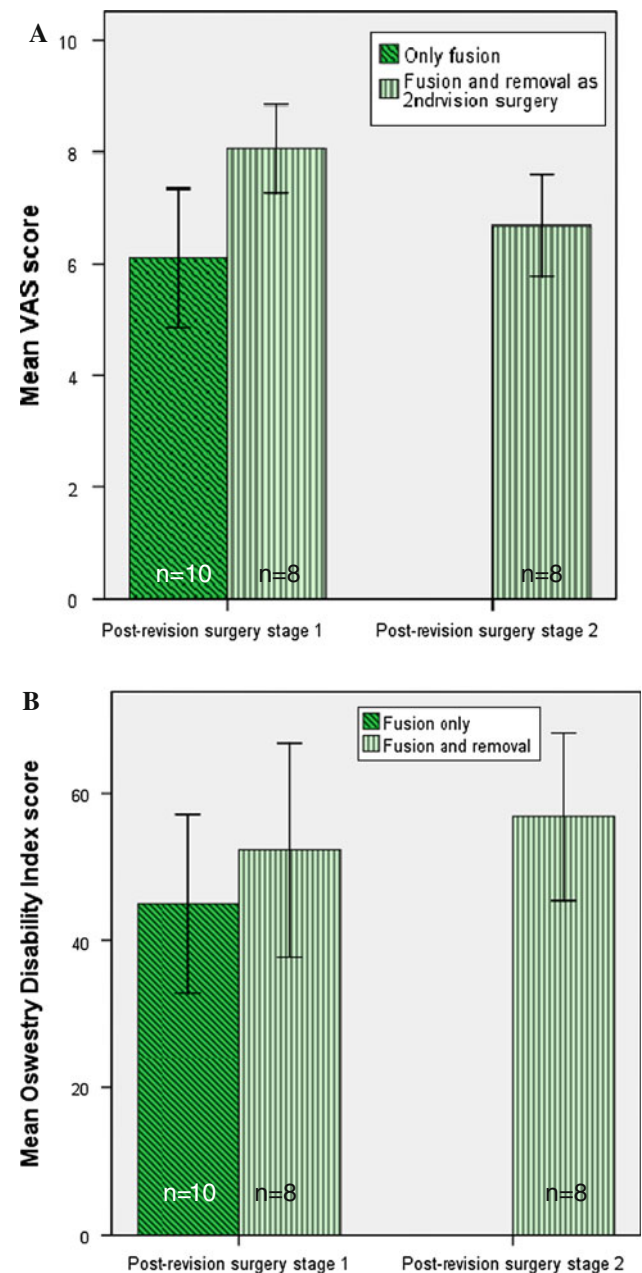 A
10
Only fusion
Fusion and removal as
2ndrvision surgery
8
6
4
2
0
Mean VAS score
n=10
n=8
n=8
Post-revision surgery stage 1
Post-revision surgery stage 2
B
Fusion only
Fusion and removal
60
40
20
0
Mean Oswestry Disability Index score
n=10
n=8
n=8
Post-revision surgery stage 1
Post-revision surgery stage 2